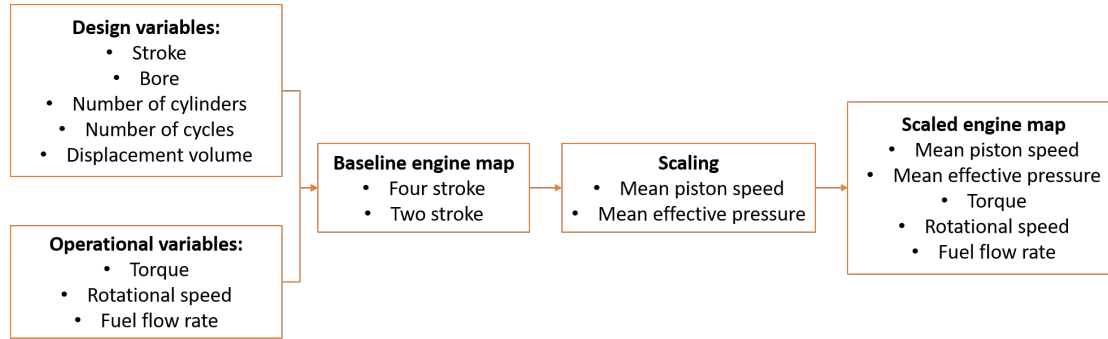 Design variables:
• Stroke
• Bore
• Number of cylinders
• Number of cycles
• Displacement volume
Operational variables:
• Torque
• Rotational speed
• Fuel flow rate
Baseline engine map
• Four stroke
• Two stroke
Scaling
• Mean piston speed
• Mean effective pressure
Scaled engine map
• Mean piston speed
• Mean effective pressure
• Torque
• Rotational speed
• Fuel flow rate